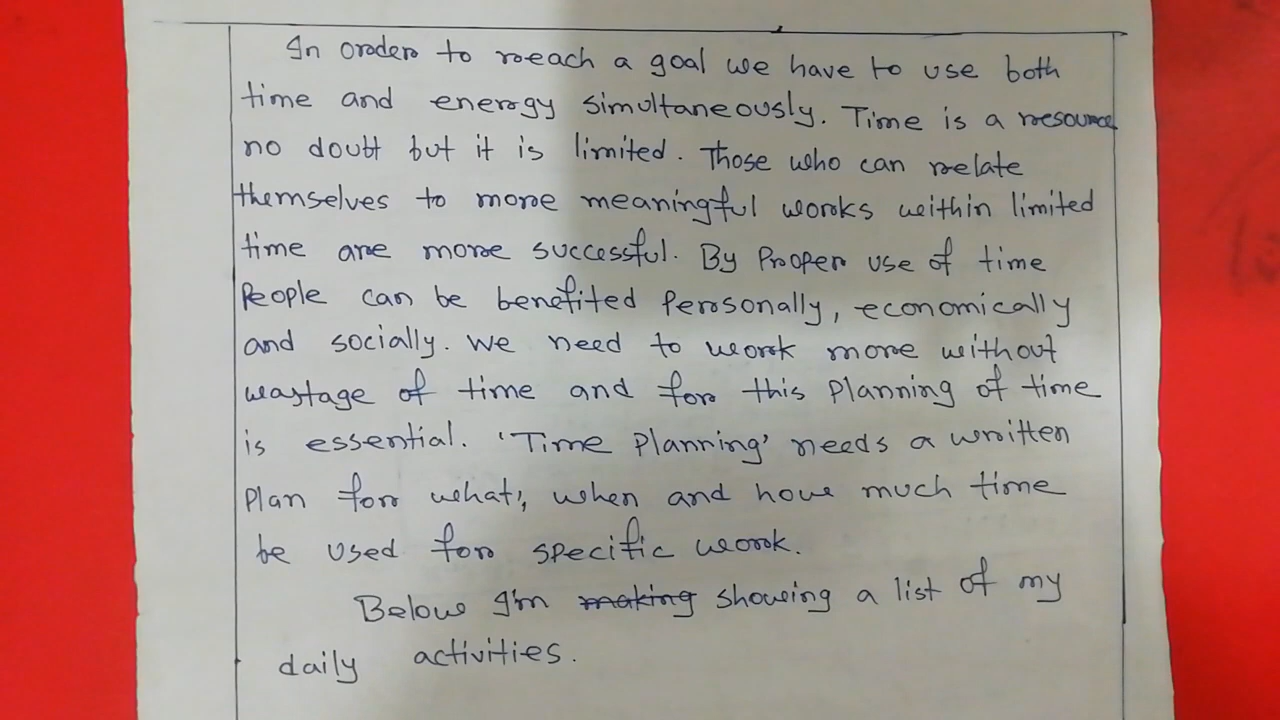 In order to reach a goal we have to use both
time and energy simultaneously. Time is a resource
no doubt but it is limited. Those who can relate
themselves to more meaningful works within limited
time are more successful. By Proper use of time
People can be benefited Personally, economically
and socially. We need to work more without
wastage of time and for this Planning of time
is essential. 'Time Planning' needs a written
Plan for what, when and how much time
be used for specific work.
Below I'm making showing a list of my
daily activities.